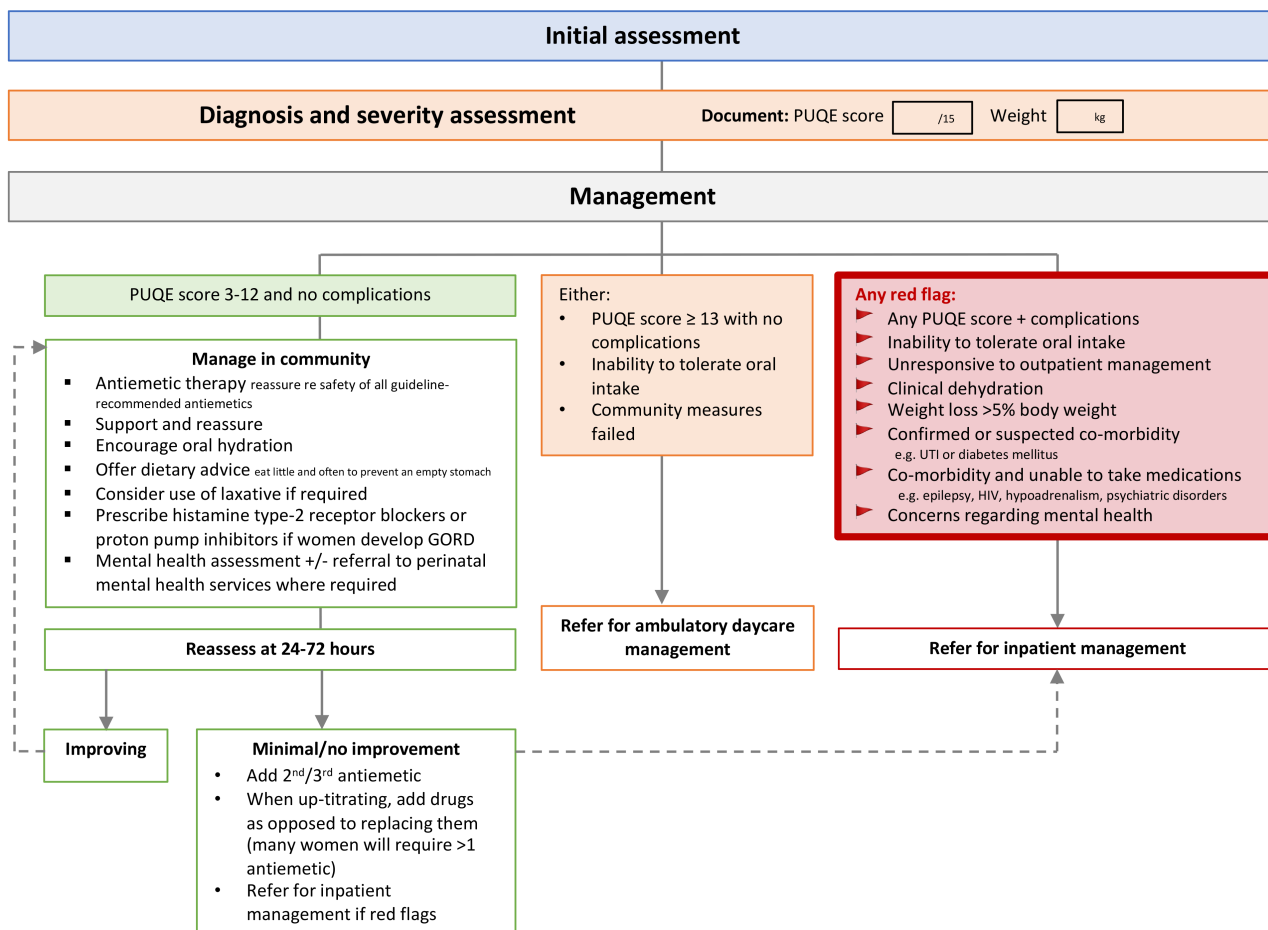 Initial assessment
Diagnosis and severity assessment
Document: PUQE score
/15
Weight
kg
Management
PUQE score 3-12 and no complications
Manage in community
▪ Antiemetic therapy reassure re safety of all guideline-
recommended antiemetics
▪ Support and reassure
▪ Encourage oral hydration
▪ Offer dietary advice eat little and often to prevent an empty stomach
▪ Consider use of laxative if required
▪ Prescribe histamine type-2 receptor blockers or
proton pump inhibitors if women develop GORD
▪ Mental health assessment +/- referral to perinatal
mental health services where required
Reassess at 24-72 hours
Improving
Minimal/no improvement
• Add 2nd/3rd antiemetic
• When up-titrating, add drugs
as opposed to replacing them
(many women will require >1
antiemetic)
• Refer for inpatient
management if red flags
Either:
• PUQE score ≥ 13 with no
complications
• Inability to tolerate oral
intake
• Community measures
failed
Refer for ambulatory daycare
management
Any red flag:
Any PUQE score + complications
Inability to tolerate oral intake
Unresponsive to outpatient management
Clinical dehydration
Weight loss >5% body weight
Confirmed or suspected co-morbidity
e.g. UTI or diabetes mellitus
Co-morbidity and unable to take medications
e.g. epilepsy, HIV, hypoadrenalism, psychiatric disorders
Concerns regarding mental health
Refer for inpatient management